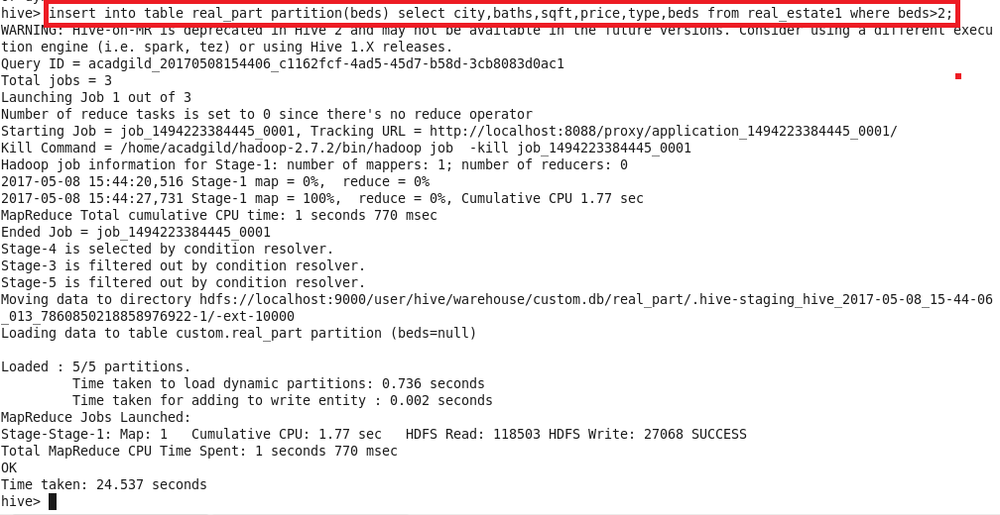 hive> insert into table real_part partition(beds) select city,baths,sqft,price,type,beds from real_estate1 where beds>2;
WARNING: Hive-on-MR is deprecated in Hive 2 and may not be available in the future versions. Consider using a different execu
tion engine (i.e. spark, tez) or using Hive 1.X releases.
Query ID = acadgild_20170508154406_c1162fcf-4ad5-45d7-b58d-3cb8083d0ac1
Total jobs = 3
Launching Job 1 out of 3
Number of reduce tasks is set to 0 since there's no reduce operator
Starting Job = job_1494223384445_0001, Tracking URL = http://localhost:8088/proxy/application_1494223384445_0001/
Kill Command = /home/acadgild/hadoop-2.7.2/bin/hadoop job  -kill job_1494223384445_0001
Hadoop job information for Stage-1: number of mappers: 1; number of reducers: 0
2017-05-08 15:44:20,516 Stage-1 map = 0%,  reduce = 0%
2017-05-08 15:44:27,731 Stage-1 map = 100%,  reduce = 0%, Cumulative CPU 1.77 sec
MapReduce Total cumulative CPU time: 1 seconds 770 msec
Ended Job = job_1494223384445_0001
Stage-4 is selected by condition resolver.
Stage-3 is filtered out by condition resolver.
Stage-5 is filtered out by condition resolver.
Moving data to directory hdfs://localhost:9000/user/hive/warehouse/custom.db/real_part/.hive-staging_hive_2017-05-08_15-44-06
_013_7860850218858976922-1/-ext-10000
Loading data to table custom.real_part partition (beds=null)
Loaded : 5/5 partitions.
Time taken to load dynamic partitions: 0.736 seconds
Time taken for adding to write entity : 0.002 seconds
MapReduce Jobs Launched:
Stage-Stage-1: Map: 1   Cumulative CPU: 1.77 sec   HDFS Read: 118503 HDFS Write: 27068 SUCCESS
Total MapReduce CPU Time Spent: 1 seconds 770 msec
OK
Time taken: 24.537 seconds
hive>